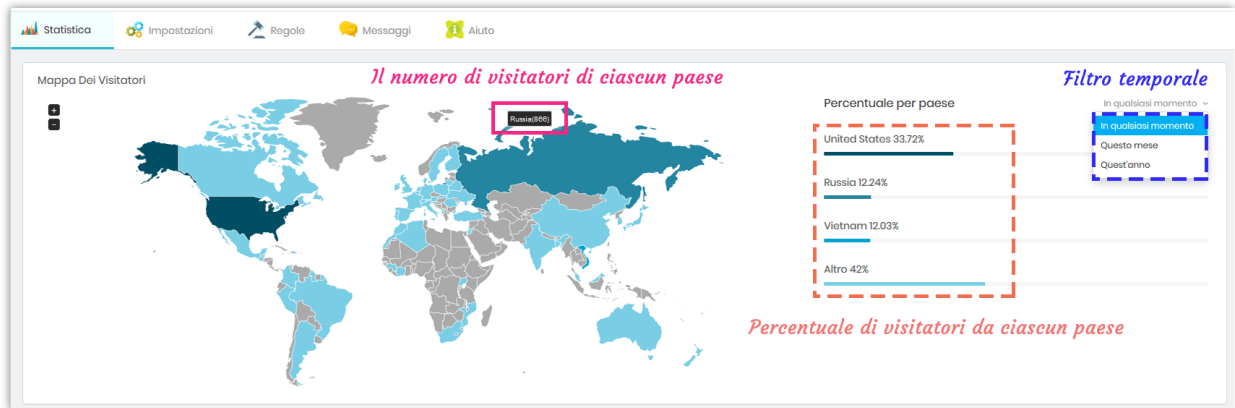 Statistica
Impostazioni
Regole
Messaggi
Aiuto
Mappa Dei Visitatori
Il numero di visitatori di ciascun paese
Filtro temporale
+
-
Russia(866)
Percentuale per paese
In qualsiasi momento
In qualsiasi momento
Questo mese
Quest'anno
United States 33.72%
Russia 12.24%
Vietnam 12.03%
Altro 42%
Percentuale di visitatori da ciascun paese